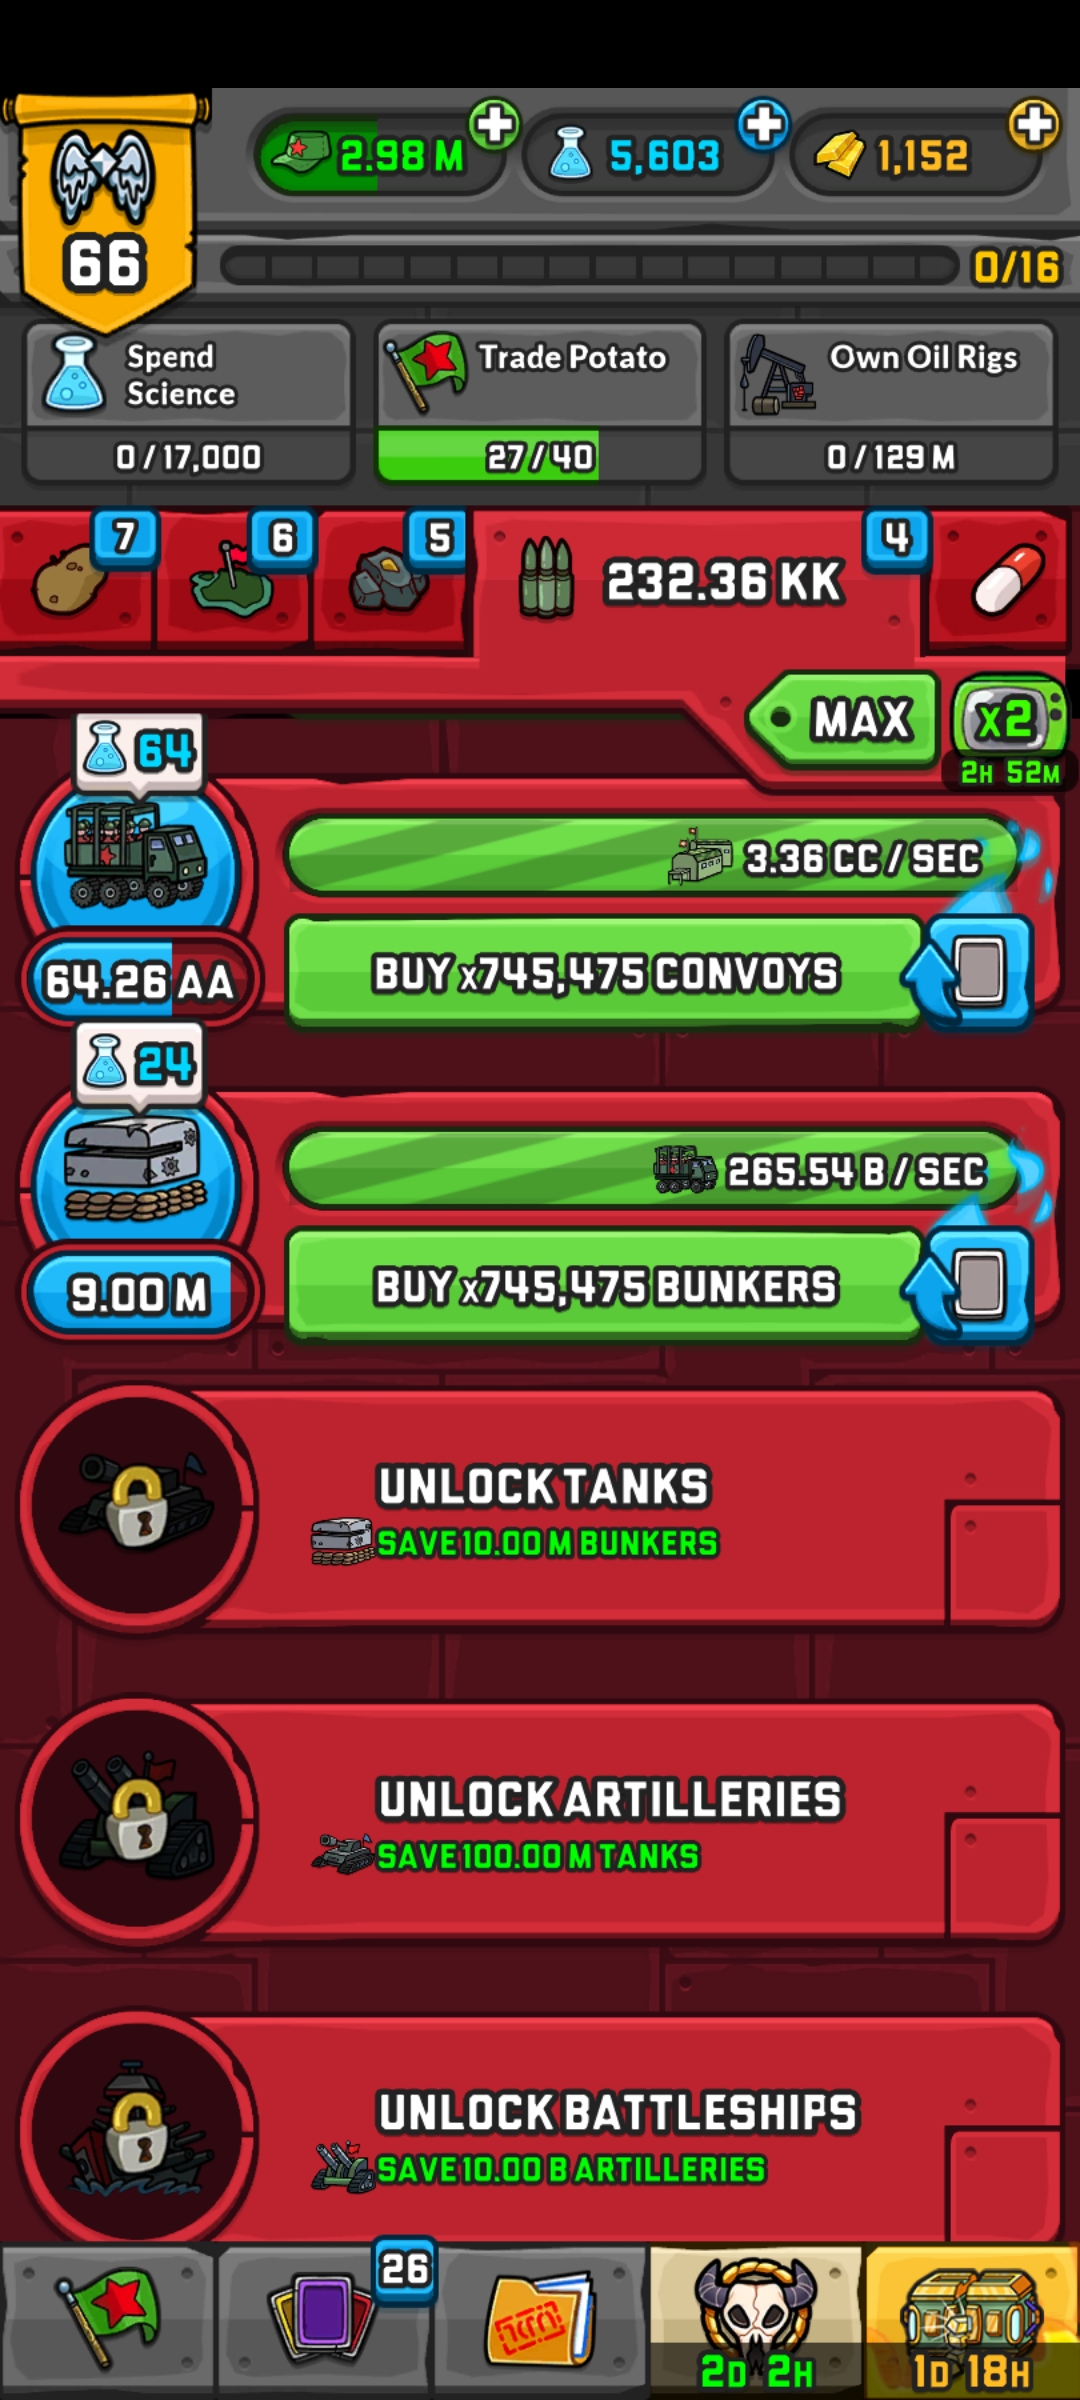 2.98 M
5,603
1,152
66
0/16
Spend
Science
0 / 17,000
Trade Potato
27 / 40
Own Oil Rigs
0 / 129 M
7
6
5
232.36 KK
4
MAX
x2
2H 52M
64
3.36 CC / SEC
64.26 AA
BUY x745,475 CONVOYS
24
265.54 B / SEC
9.00 M
BUY x745,475 BUNKERS
UNLOCK TANKS
SAVE 10.00 M BUNKERS
UNLOCK ARTILLERIES
SAVE 100.00 M TANKS
UNLOCK BATTLESHIPS
SAVE 10.00 B ARTILLERIES
26
2D 2H
1D 18H